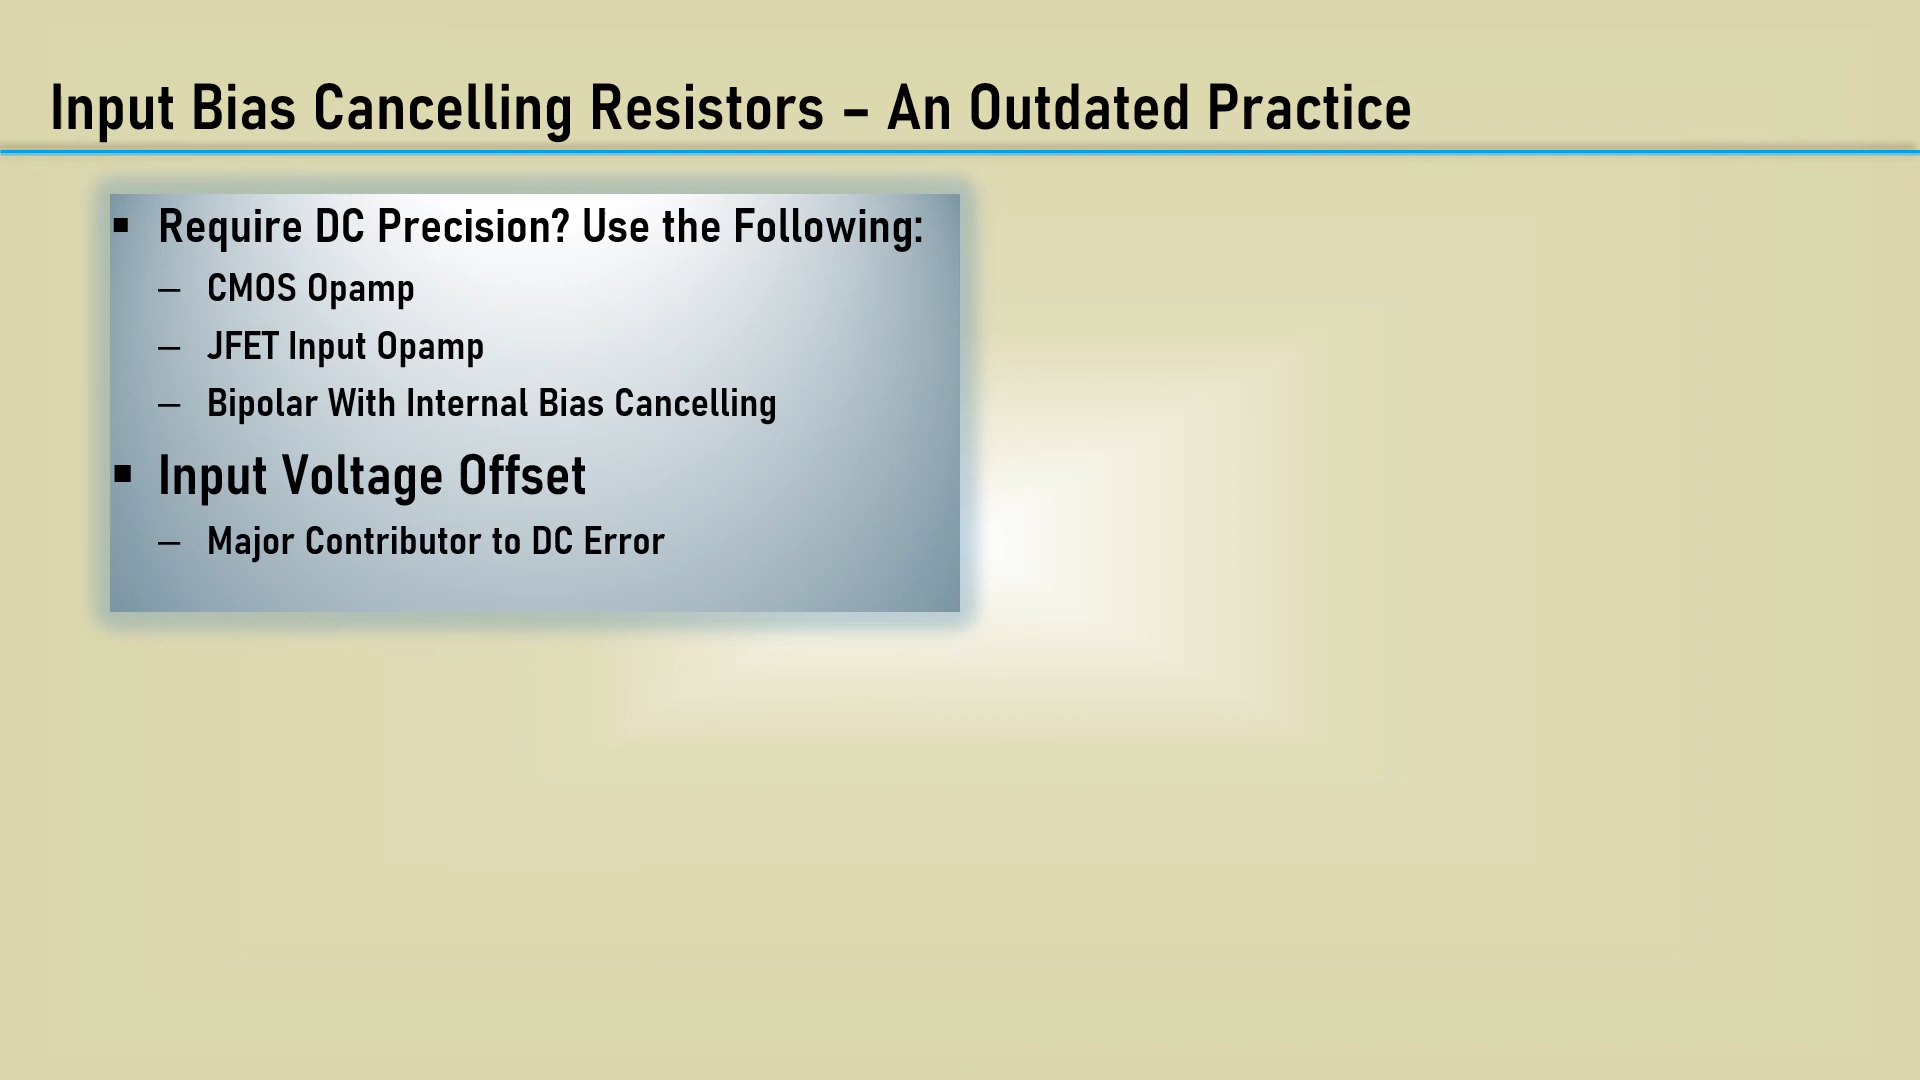 Input Bias Cancelling Resistors – An Outdated Practice
▪ Require DC Precision? Use the Following:
– CMOS Opamp
– JFET Input Opamp
– Bipolar With Internal Bias Cancelling
▪ Input Voltage Offset
– Major Contributor to DC Error